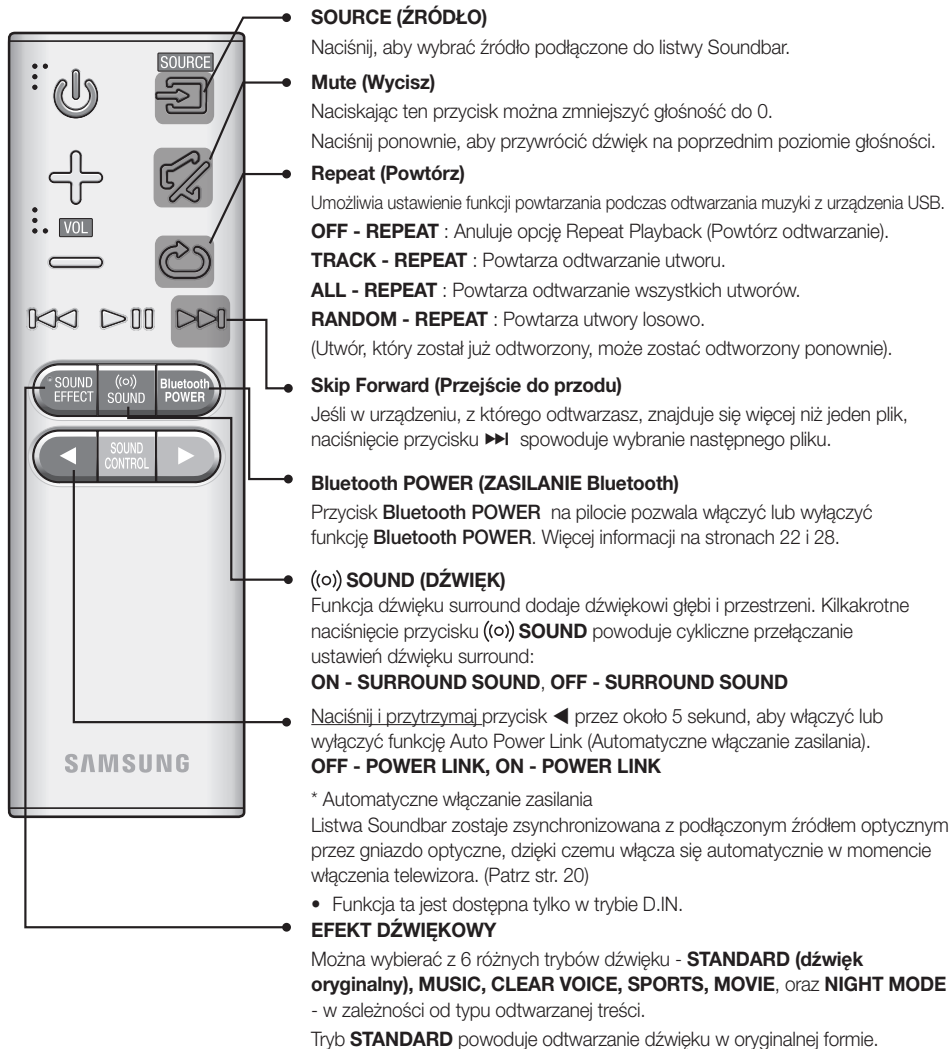 SOURCE
VOL
* SOUND EFFECT
((o)) SOUND
Bluetooth POWER
SOUND CONTROL
SAMSUNG
SOURCE (ŹRÓDŁO)
Naciśnij, aby wybrać źródło podłączone do listwy Soundbar.
Mute (Wycisz)
Naciskając ten przycisk można zmniejszyć głośność do 0.
Naciśnij ponownie, aby przywrócić dźwięk na poprzednim poziomie głośności.
Repeat (Powtórz)
Umożliwia ustawienie funkcji powtarzania podczas odtwarzania muzyki z urządzenia USB.
OFF - REPEAT : Anuluje opcję Repeat Playback (Powtórz odtwarzanie).
TRACK - REPEAT : Powtarza odtwarzanie utworu.
ALL - REPEAT : Powtarza odtwarzanie wszystkich utworów.
RANDOM - REPEAT : Powtarza utwory losowo.
(Utwór, który został już odtworzony, może zostać odtworzony ponownie).
Skip Forward (Przejście do przodu)
Jeśli w urządzeniu, z którego odtwarzasz, znajduje się więcej niż jeden plik,
naciśnięcie przycisku ▶▶I spowoduje wybranie następnego pliku.
Bluetooth POWER (ZASILANIE Bluetooth)
Przycisk Bluetooth POWER na pilocie pozwala włączyć lub wyłączyć
funkcję Bluetooth POWER. Więcej informacji na stronach 22 i 28.
((o)) SOUND (DŹWIĘK)
Funkcja dźwięku surround dodaje dźwiękowi głębi i przestrzeni. Kilkakrotne
naciśnięcie przycisku ((o)) SOUND powoduje cykliczne przełączanie
ustawień dźwięku surround:
ON - SURROUND SOUND, OFF - SURROUND SOUND
Naciśnij i przytrzymaj przycisk ◀ przez około 5 sekund, aby włączyć lub
wyłączyć funkcję Auto Power Link (Automatyczne włączanie zasilania).
OFF - POWER LINK, ON - POWER LINK
* Automatyczne włączanie zasilania
Listwa Soundbar zostaje zsynchronizowana z podłączonym źródłem optycznym
przez gniazdo optyczne, dzięki czemu włącza się automatycznie w momencie
włączenia telewizora. (Patrz str. 20)
• Funkcja ta jest dostępna tylko w trybie D.IN.
EFEKT DŹWIĘKOWY
Można wybierać z 6 różnych trybów dźwięku - STANDARD (dźwięk
oryginalny), MUSIC, CLEAR VOICE, SPORTS, MOVIE, oraz NIGHT MODE
- w zależności od typu odtwarzanej treści.
Tryb STANDARD powoduje odtwarzanie dźwięku w oryginalnej formie.